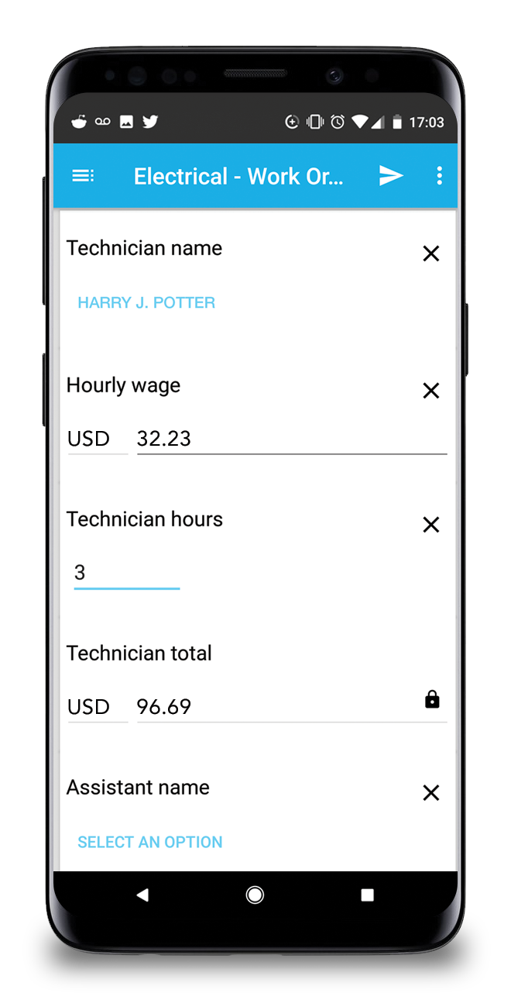 17:03
Electrical - Work Or...
Technician name
HARRY J. POTTER
Hourly wage
USD 32.23
Technician hours
3
Technician total
USD 96.69
Assistant name
SELECT AN OPTION